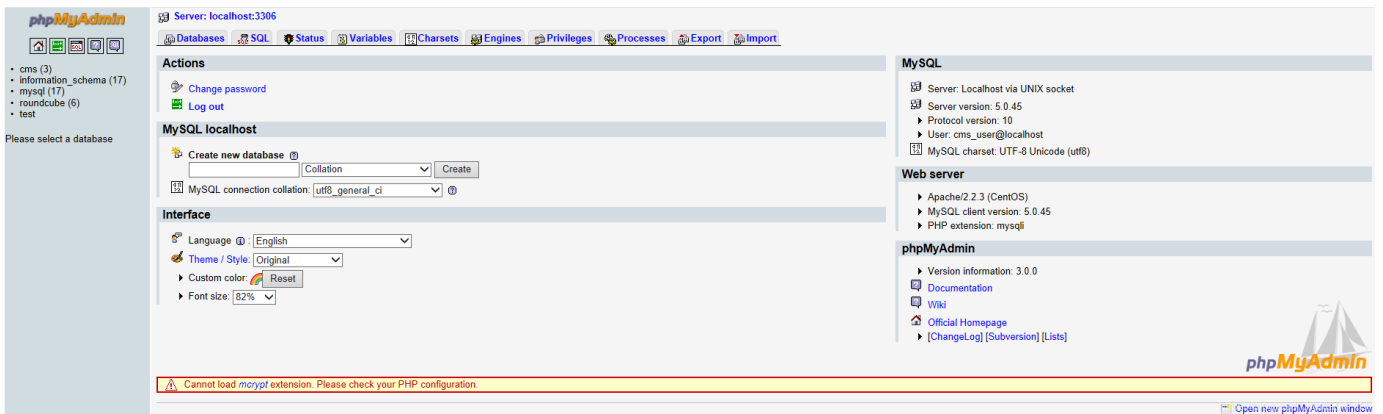 phpMyAdmin
SQL
cms (3)
information_schema (17)
mysql (17)
roundcube (6)
test
Please select a database
Server: localhost:3306
Databases SQL Status Variables Charsets Engines Privileges Processes Export Import
Actions
Change password
Log out
MySQL localhost
Create new database
Collation Create
MySQL connection collation: utf8_general_ci
Interface
Language : English
Theme / Style: Original
Custom color: Reset
Font size: 82%
MySQL
Server: Localhost via UNIX socket
Server version: 5.0.45
Protocol version: 10
User: cms_user@localhost
MySQL charset: UTF-8 Unicode (utf8)
Web server
Apache/2.2.3 (CentOS)
MySQL client version: 5.0.45
PHP extension: mysqli
phpMyAdmin
Version information: 3.0.0
Documentation
Wiki
Official Homepage
[ChangeLog] [Subversion] [Lists]
phpMyAdmin
Cannot load mcrypt extension. Please check your PHP configuration.
Open new phpMyAdmin window